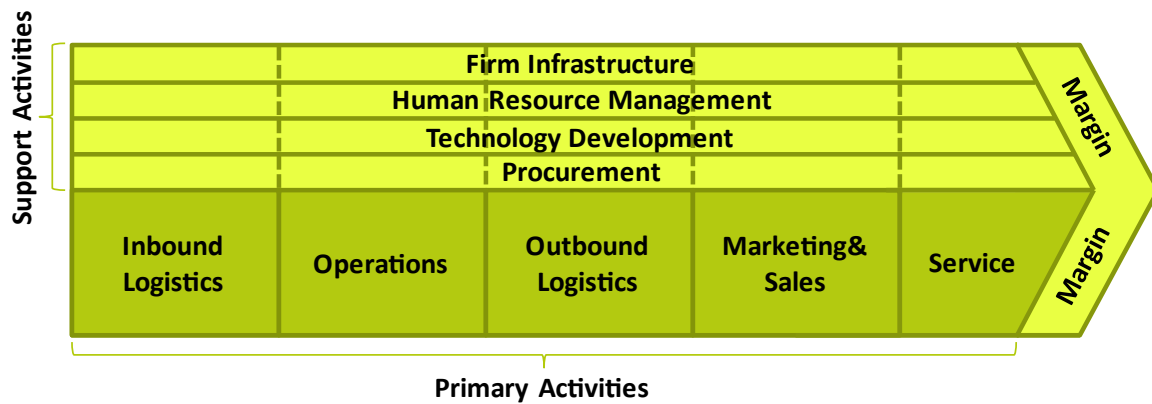 Support Activities
Firm Infrastructure
Human Resource Management
Technology Development
Procurement
Margin
Inbound
Logistics
Operations
Outbound
Logistics
Marketing&
Sales
Service
Margin
Primary Activities